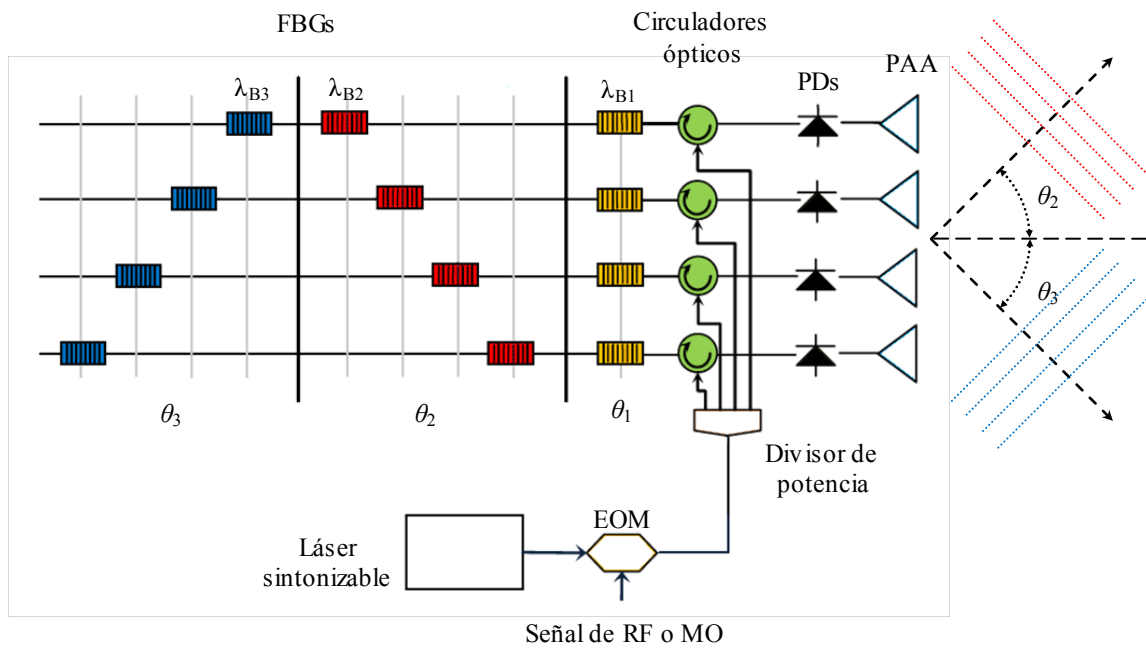 FBGs
Circuladores
ópticos
PDs
PAA
λB3
λB2
λB1
θ2
θ3
θ3
θ2
θ1
Divisor de
potencia
EOM
Láser
sintonizable
Señal de RF o MO